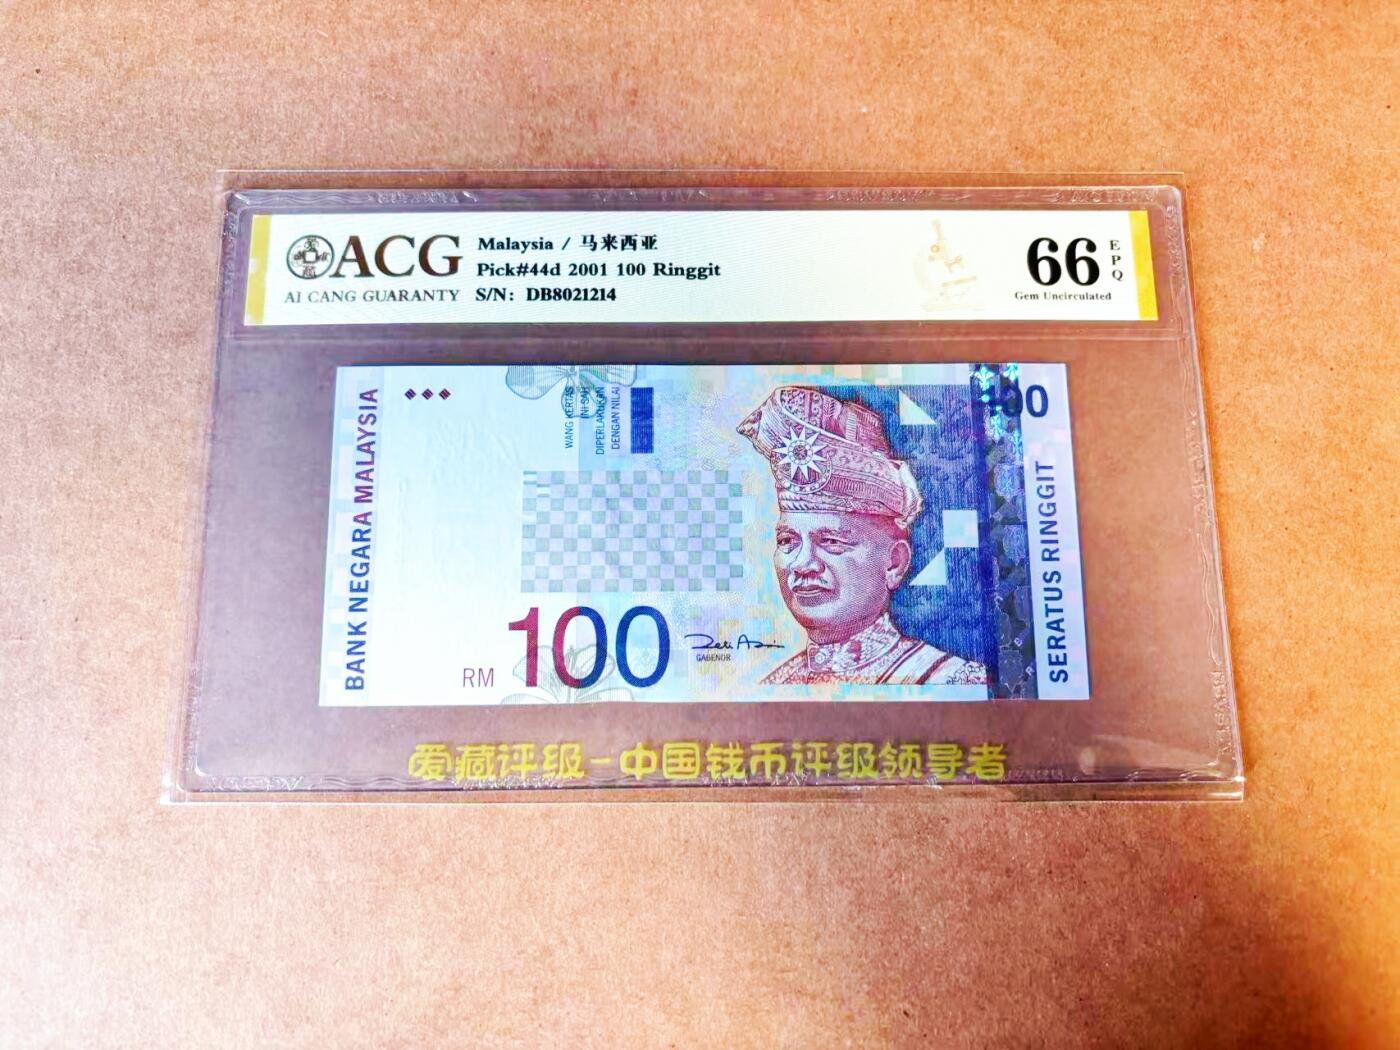 ACG
AI CANG GUARANTY
Malaysia / 马来西亚
Pick#44d 2001 100 Ringgit
S/N: DB8021214
66
EPQ
Gem Uncirculated
BANK NEGARA MALAYSIA
WANG KERTAS
INI SAH
DIPERLAKUKAN
DENGAN NILAI
100
SERATUS RINGGIT
RM 100
GABENOR
爱藏评级-中国钱币评级领导者